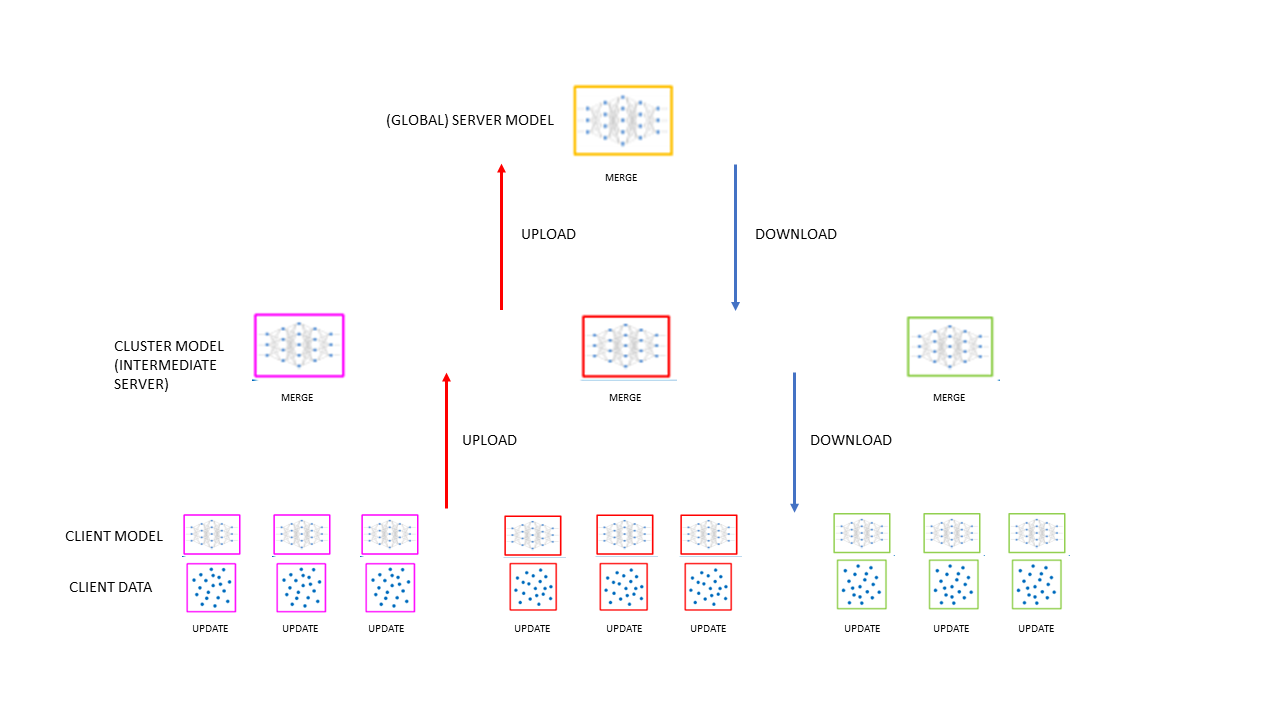 (GLOBAL) SERVER MODEL
MERGE
UPLOAD
DOWNLOAD
CLUSTER MODEL
(INTERMEDIATE
SERVER)
MERGE
MERGE
MERGE
UPLOAD
DOWNLOAD
CLIENT MODEL
CLIENT DATA
UPDATE
UPDATE
UPDATE
UPDATE
UPDATE
UPDATE
UPDATE
UPDATE
UPDATE